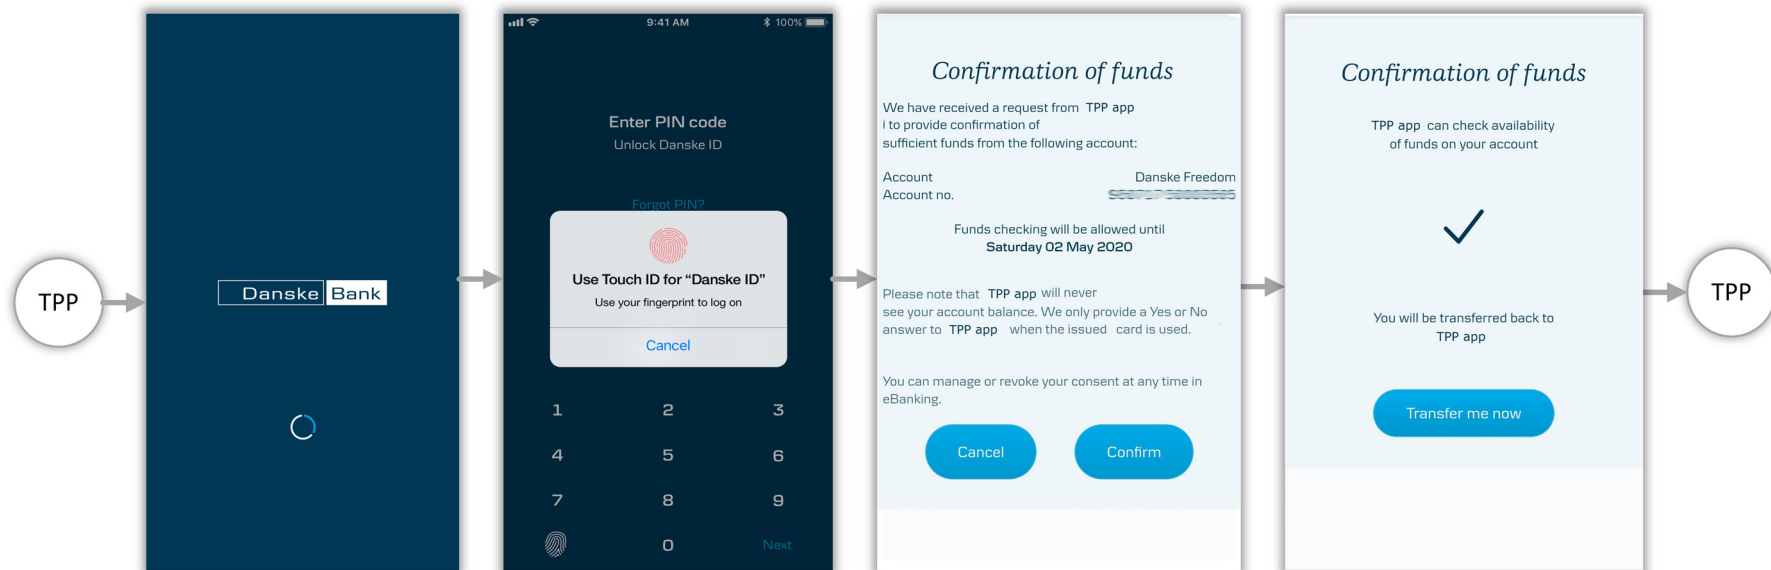 TPP
Danske Bank
9:41 AM
100%
Enter PIN code
Unlock Danske ID
Forgot PIN?
Use Touch ID for “Danske ID”
Use your fingerprint to log on
Cancel
1 2 3
4 5 6
7 8 9
0 Next
Confirmation of funds
We have received a request from TPP app
i to provide confirmation of
sufficient funds from the following account:
Account Danske Freedom
Account no.
Funds checking will be allowed until
Saturday 02 May 2020
Please note that TPP app will never
see your account balance. We only provide a Yes or No
answer to TPP app when the issued card is used.
You can manage or revoke your consent at any time in
eBanking.
Cancel Confirm
Confirmation of funds
TPP app can check availability
of funds on your account
You will be transferred back to
TPP app
Transfer me now
TPP